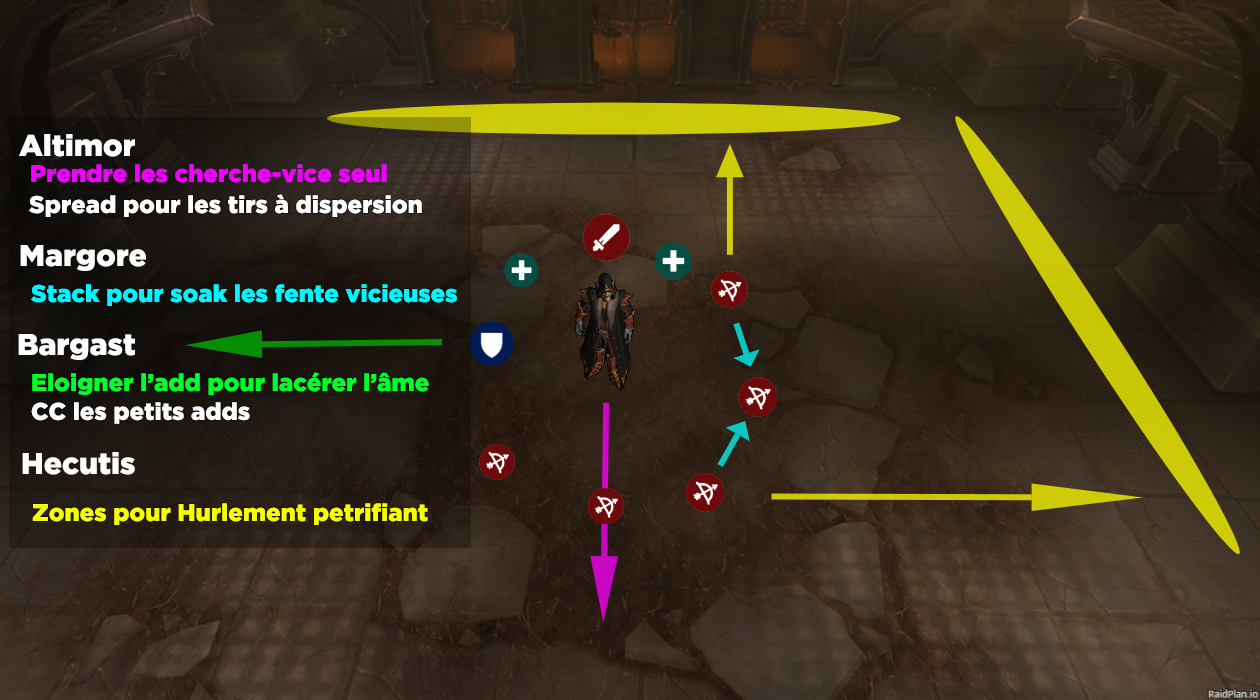 Altimor
Prendre les cherche-vice seul
Spread pour les tirs à dispersion
Margore
Stack pour soak les fente vicieuses
Bargast
Eloigner l'add pour lacérer l'âme
CC les petits adds
Hecutis
Zones pour Hurlement petrifiant
RaidPlan.io